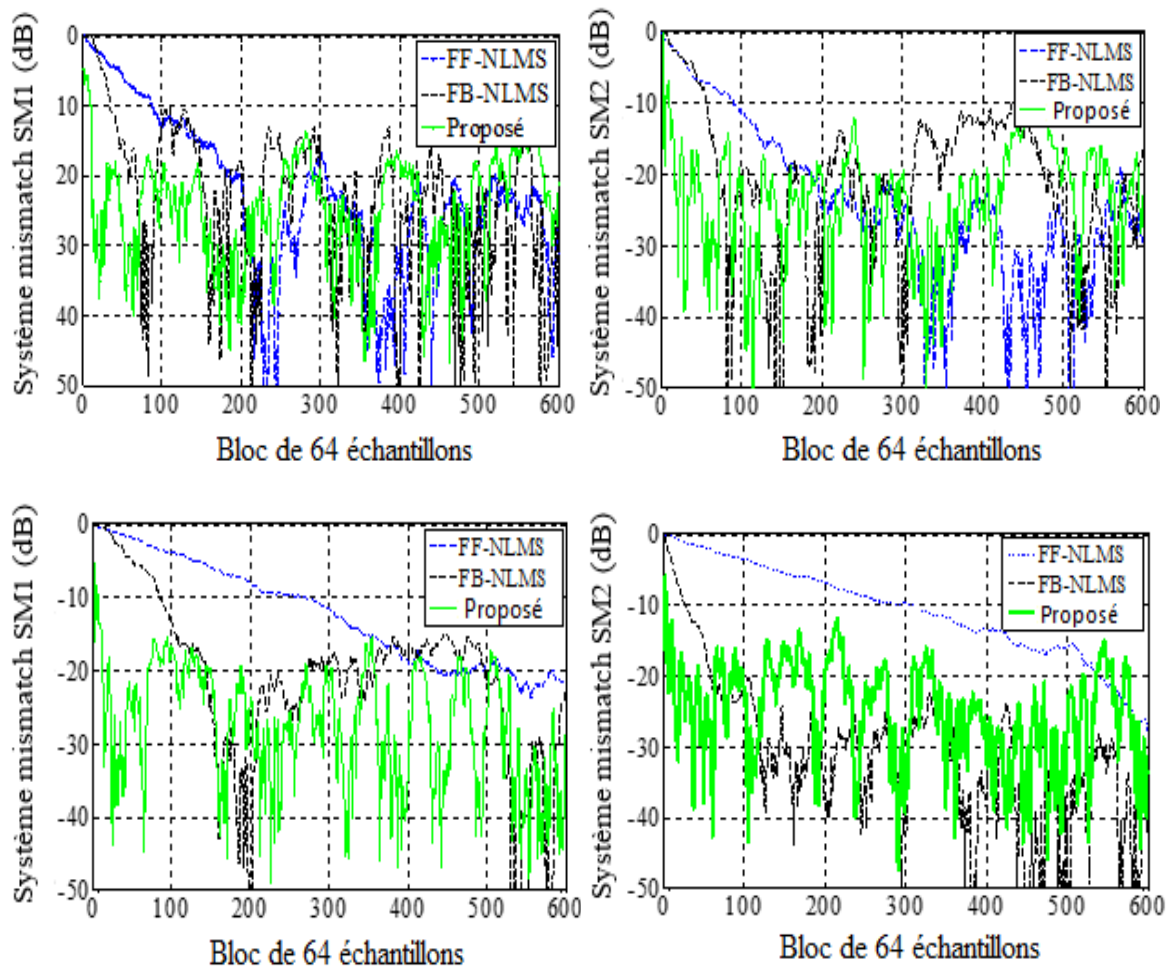 Système mismatch SM1 (dB)
0
10
20
30
40
50
FF-NLMS
FB-NLMS
Proposé
0 100 200 300 400 500 600
Bloc de 64 échantillons
Système mismatch SM2 (dB)
0
-10
-20
-30
-40
-50
FF-NLMS
FB-NLMS
Proposé
0 100 200 300 400 500 600
Bloc de 64 échantillons
Système mismatch SM1 (dB)
0
-10
-20
-30
-40
-50
FF-NLMS
FB-NLMS
Proposé
0 100 200 300 400 500 600
Bloc de 64 échantillons
Système mismatch SM2 (dB)
0
-10
-20
-30
-40
-50
FF-NLMS
FB-NLMS
Proposé
0 100 200 300 400 500 600
Bloc de 64 échantillons